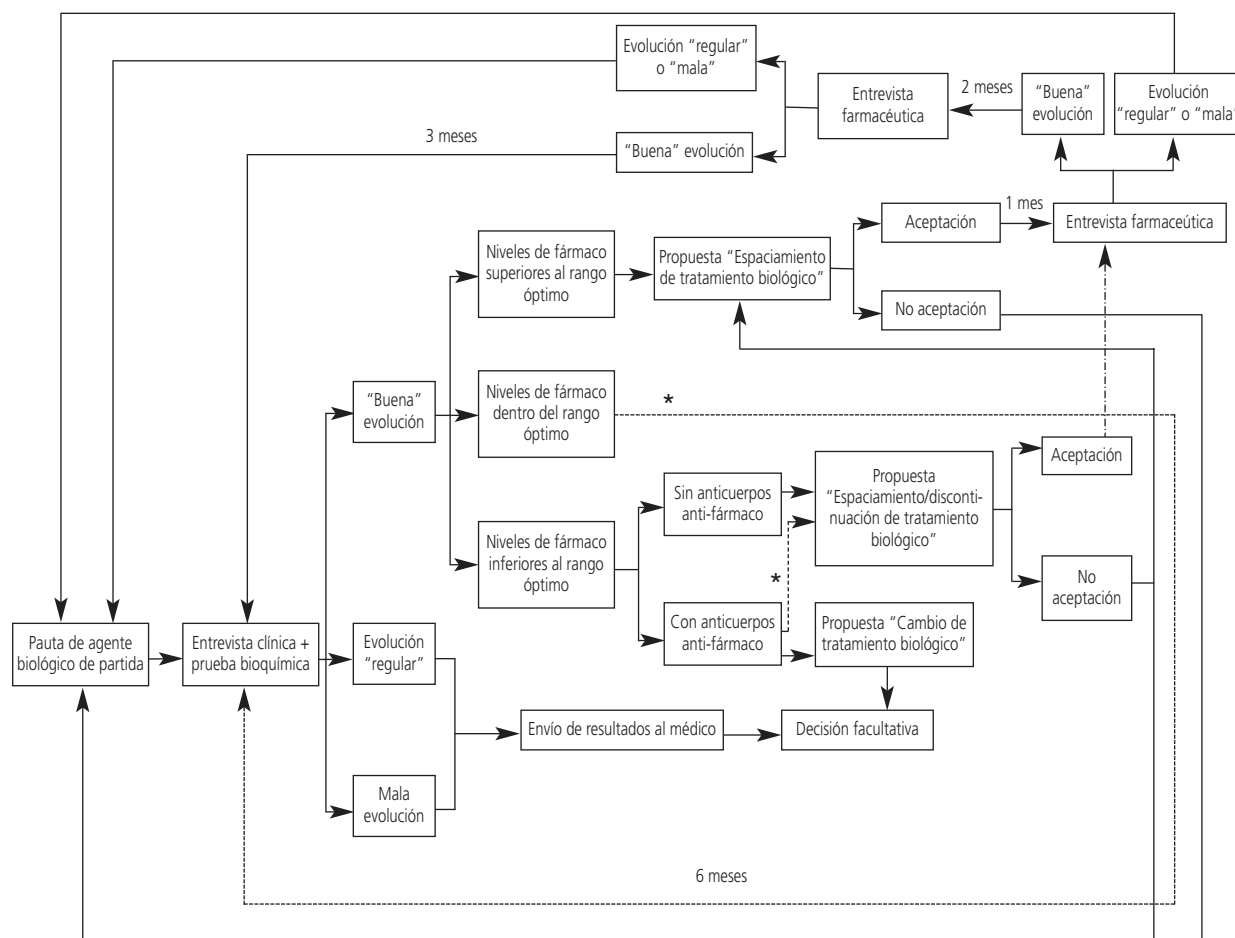 Evolución “regular”
o “mala”
Entrevista
farmacéutica
2 meses
“Buena”
evolución
Evolución
“regular” o “mala”
3 meses
“Buena” evolución
Aceptación
1 mes
Entrevista farmaceútica
Niveles de fármaco
superiores al rango
óptimo
Propuesta “Espaciamiento
de tratamiento biológico”
No aceptación
“Buena”
evolución
Niveles de fármaco
dentro del rango
óptimo
*
Sin anticuerpos
anti-fármaco
Propuesta
“Espaciamiento/disconti-
nuación de tratamiento
biológico”
Aceptación
Niveles de fármaco
inferiores al rango
óptimo
*
No
aceptación
Con anticuerpos
anti-fármaco
Propuesta “Cambio de
tratamiento biológico”
Pauta de agente
biológico de partida
Entrevista clínica +
prueba bioquímica
Evolución
“regular”
Envío de resultados al médico
Decisión facultativa
Mala
evolución
6 meses